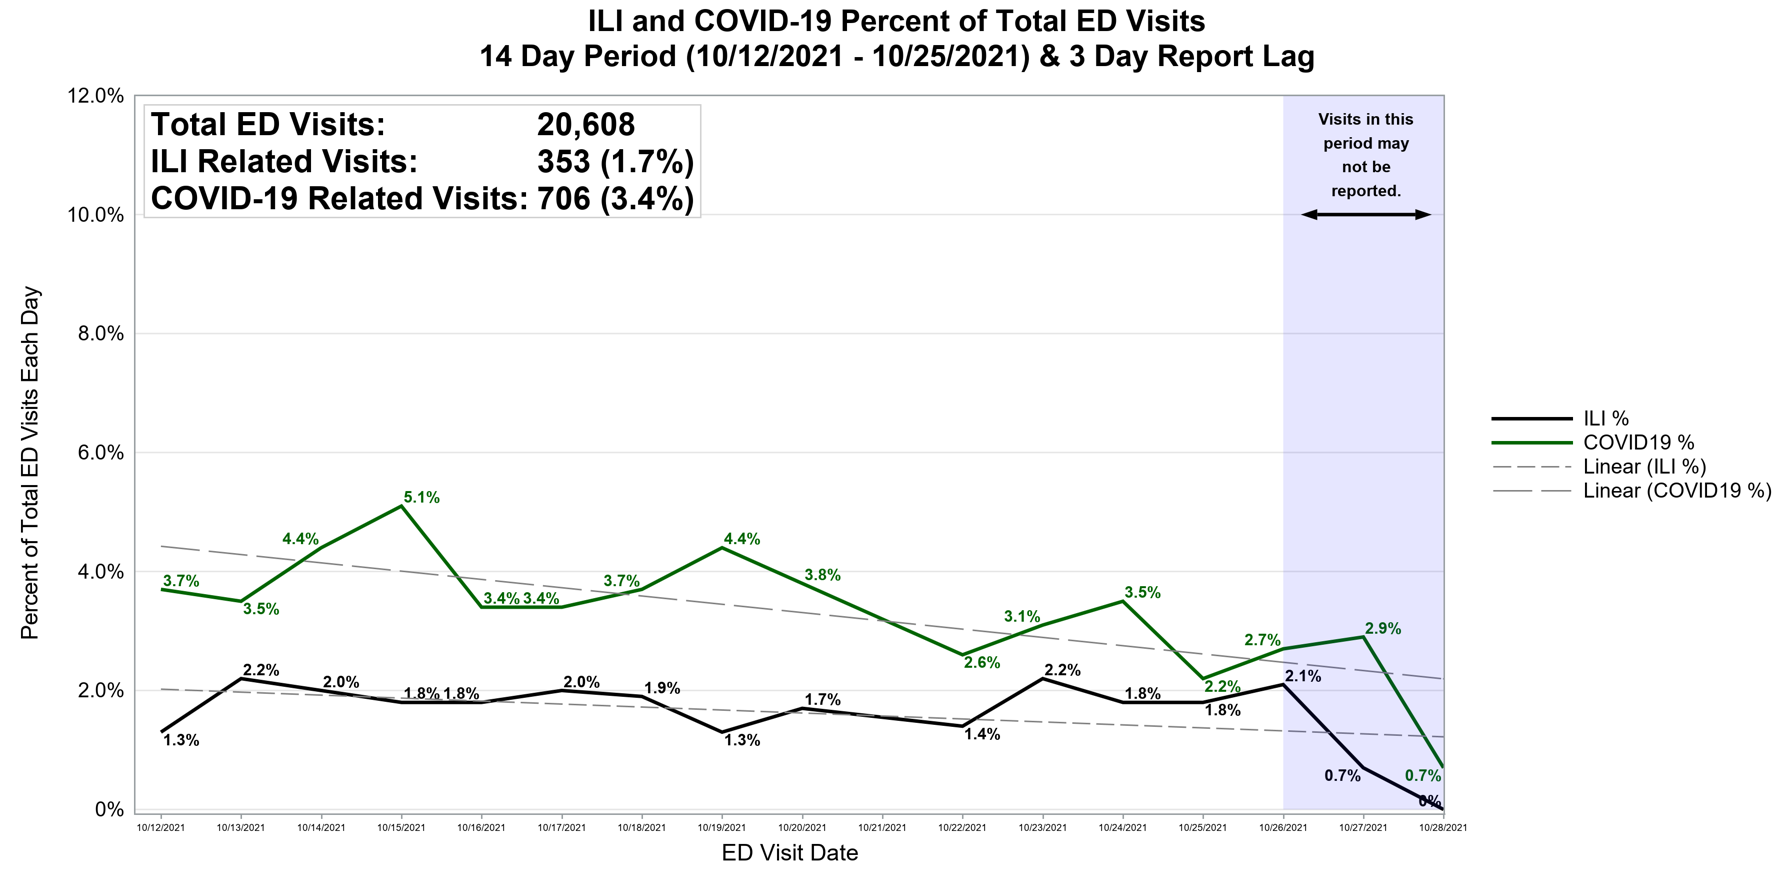 ILI and COVID-19 Percent of Total ED Visits
14 Day Period (10/12/2021 - 10/25/2021) & 3 Day Report Lag
12.0%
10.0%
8.0%
6.0%
4.0%
2.0%
0%
Percent of Total ED Visits Each Day
Total ED Visits: 20,608
ILI Related Visits: 353 (1.7%)
COVID-19 Related Visits: 706 (3.4%)
Visits in this
period may
not be
reported.
3.7%
3.5%
4.4%
5.1%
3.4%
3.4%
3.7%
4.4%
3.8%
2.6%
3.1%
3.5%
2.2%
2.7%
2.9%
0.7%
1.3%
2.2%
2.0%
1.8%
1.8%
2.0%
1.9%
1.3%
1.7%
1.4%
2.2%
1.8%
1.8%
2.1%
0.7%
0%
10/12/2021 10/13/2021 10/14/2021 10/15/2021 10/16/2021 10/17/2021 10/18/2021 10/19/2021 10/20/2021 10/21/2021 10/22/2021 10/23/2021 10/24/2021 10/25/2021 10/26/2021 10/27/2021 10/28/2021
ED Visit Date
ILI %
COVID19 %
Linear (ILI %)
Linear (COVID19 %)